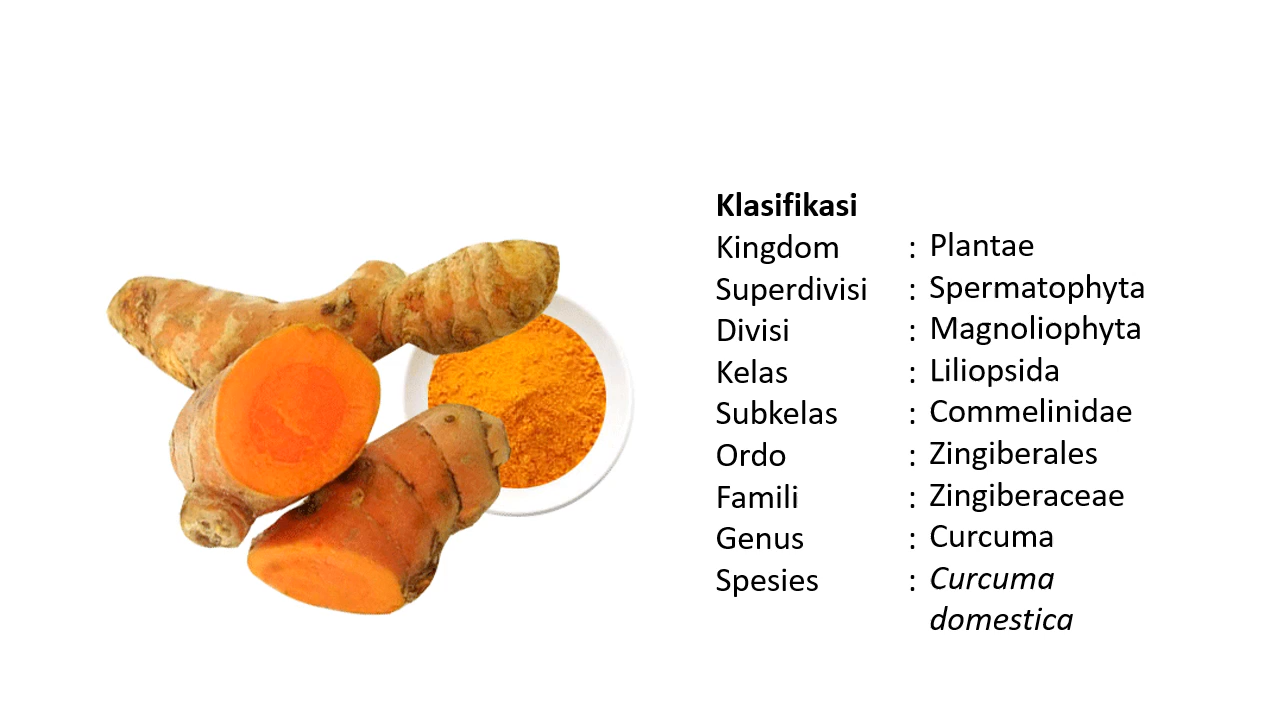 Klasifikasi
Kingdom : Plantae
Superdivisi : Spermatophyta
Divisi : Magnoliophyta
Kelas : Liliopsida
Subkelas : Commelinidae
Ordo : Zingiberales
Famili : Zingiberaceae
Genus : Curcuma
Spesies : Curcuma
domestica